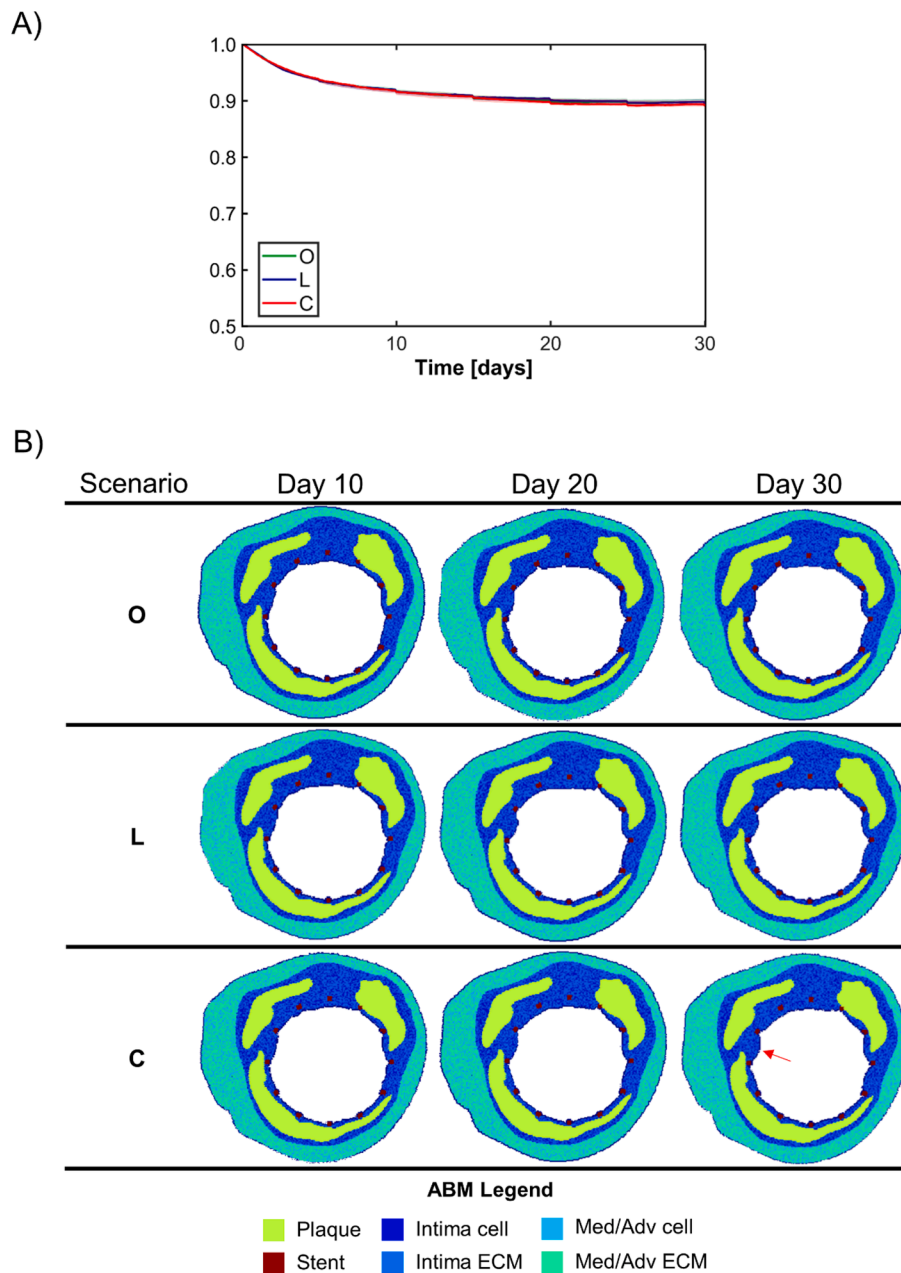 A)
1.0
0.9
0.8
0.7
0.6
0.5
O
L
C
0 10 20 30
Time [days]
B)
Scenario Day 10 Day 20 Day 30
O
L
C
ABM Legend
Plaque Intima cell Med/Adv cell
Stent Intima ECM Med/Adv ECM